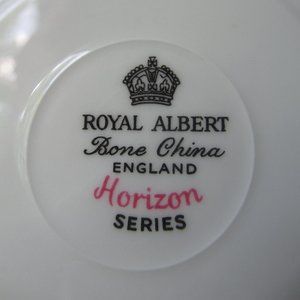 ROYAL ALBERT
Bone China
ENGLAND
Horizon
SERIES